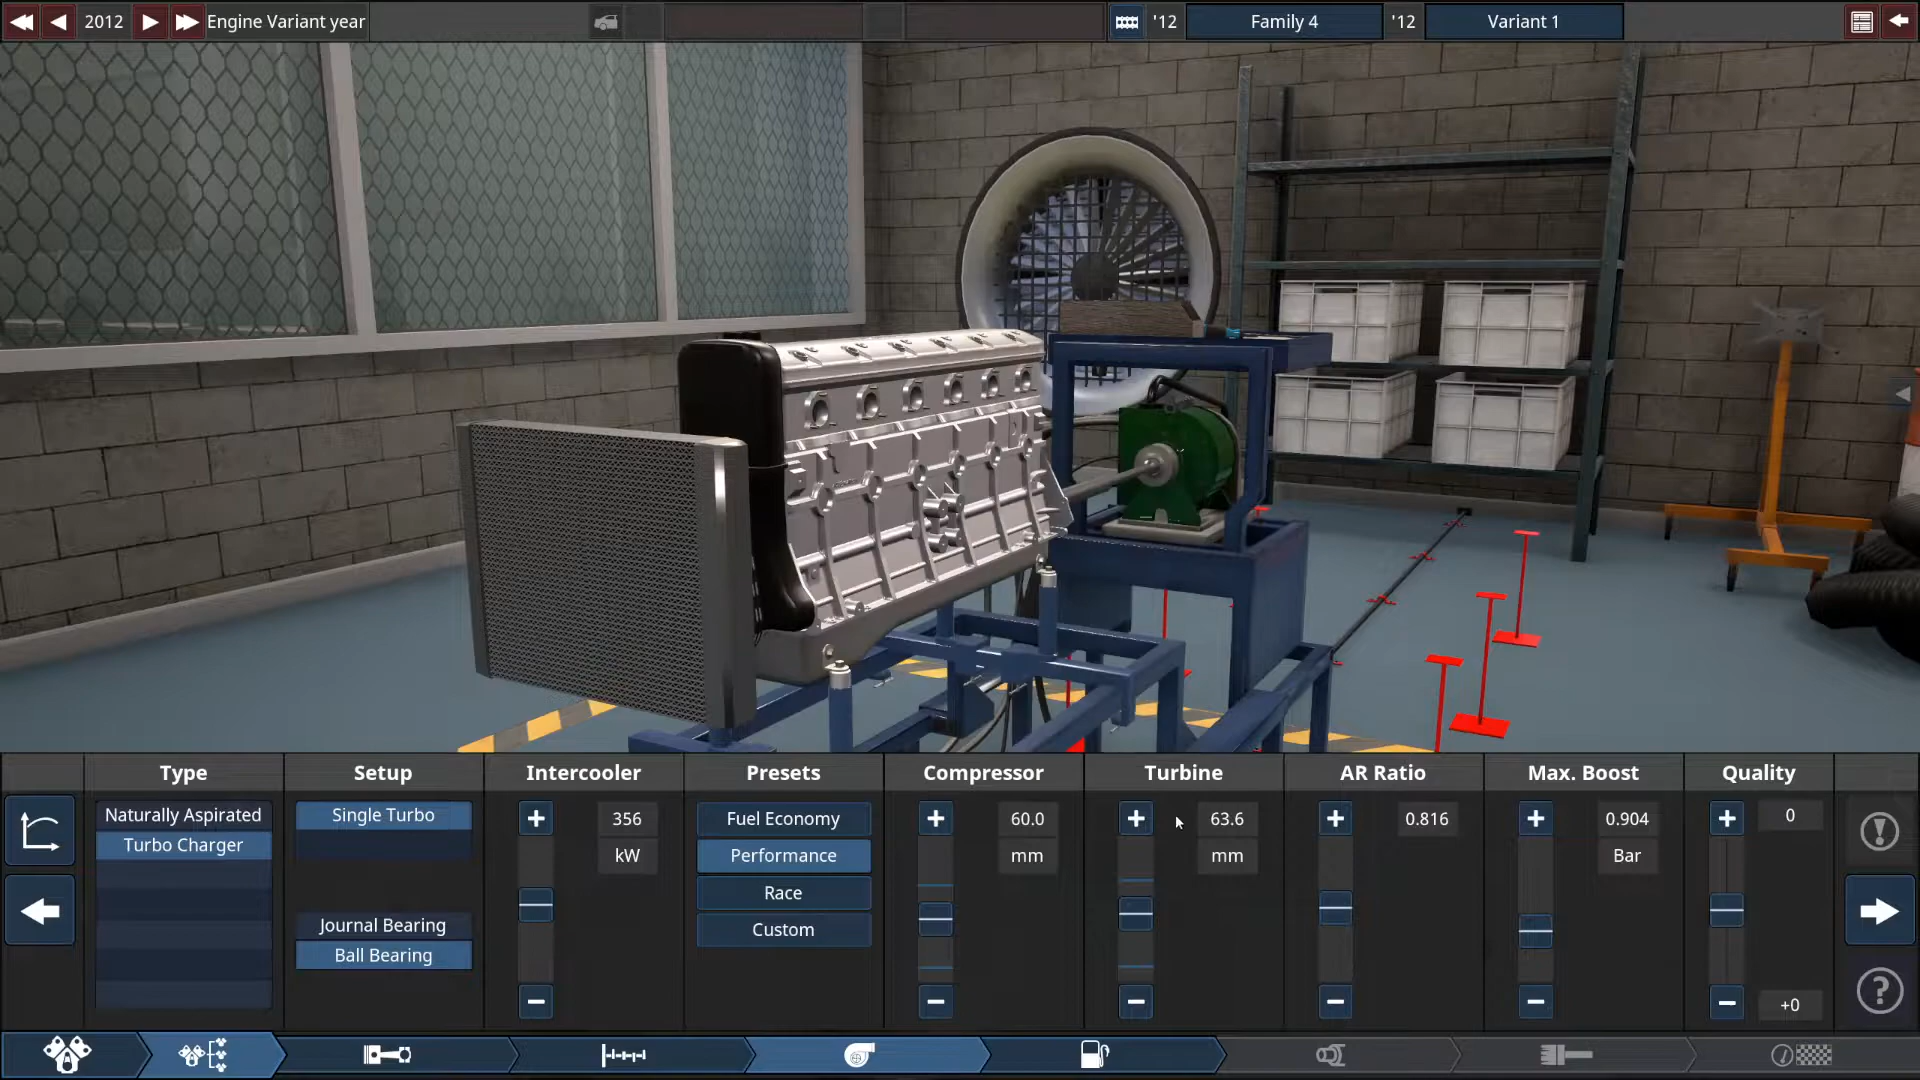 2012 Engine Variant year '12 Family 4 '12 Variant 1
Type Setup Intercooler Presets Compressor Turbine AR Ratio Max. Boost Quality
Naturally Aspirated
Turbo Charger
Single Turbo
Journal Bearing
Ball Bearing
356
kW
Fuel Economy
Performance
Race
Custom
60.0
mm
63.6
mm
0.816
0.904
Bar
0
+0